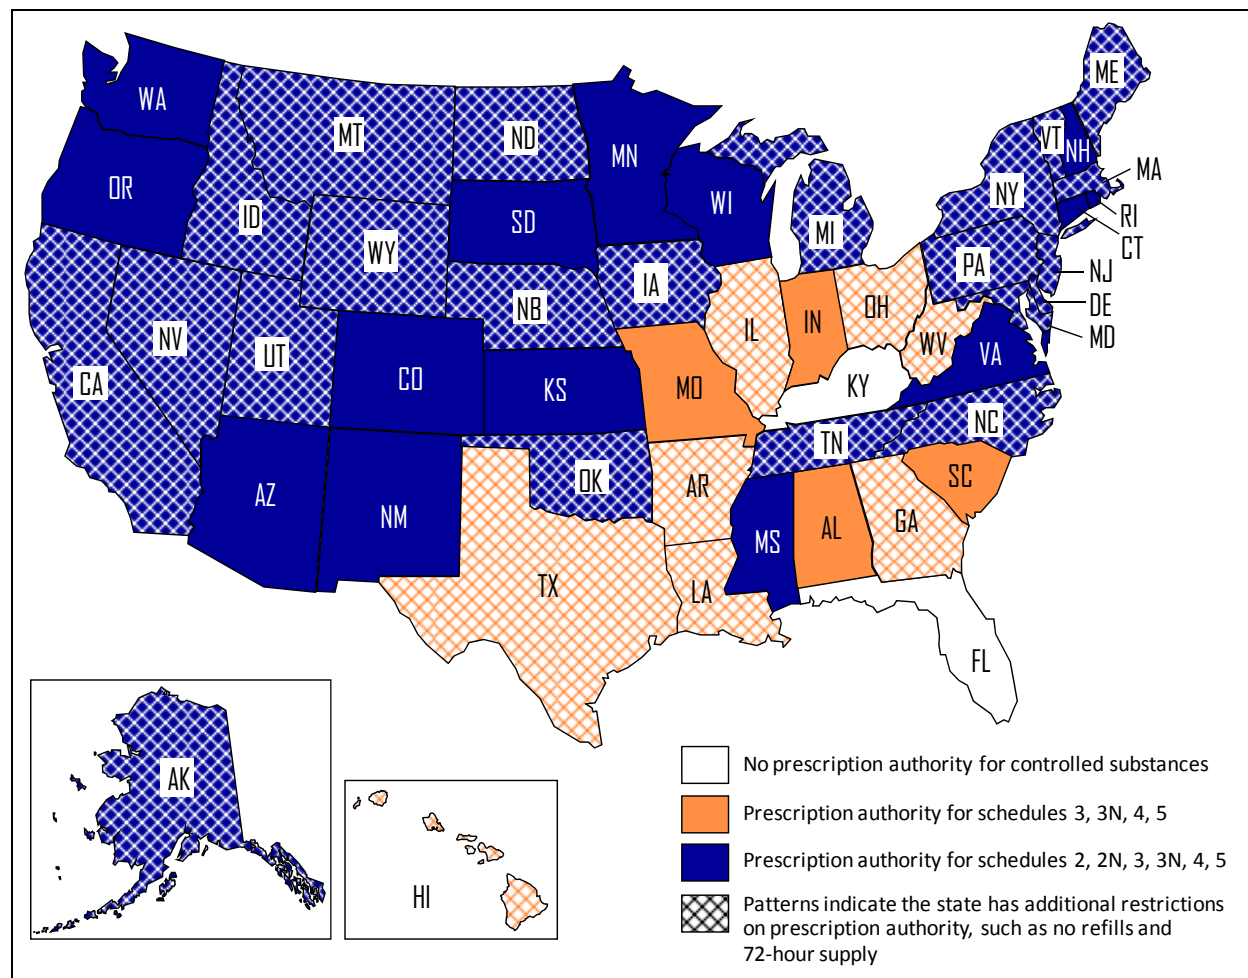 ME
WA
VT
MT
ND
NH
MN
MA
OR
NY
WI
ID
SD
RI
MI
CT
WY
PA
NJ
IA
NB
DE
OH
IL
IN
NV
UT
MD
WV
VA
CA
CO
KS
KY
MO
NC
TN
SC
OK
AR
AZ
NM
GA
MS
AL
TX
LA
FL
AK
HI
No prescription authority for controlled substances
Prescription authority for schedules 3, 3N, 4, 5
Prescription authority for schedules 2, 2N, 3, 3N, 4, 5
Patterns indicate the state has additional restrictions
on prescription authority, such as no refills and
72-hour supply